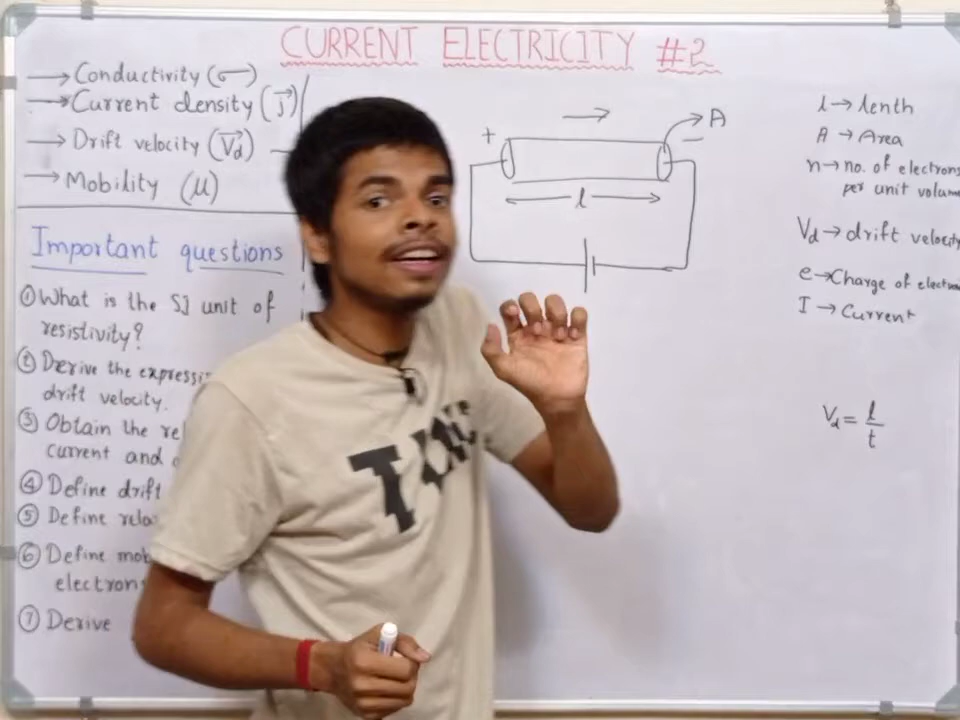 CURRENT ELECTRICITY #2
→ Conductivity (σ)
→ Current density (J)
→ Drift velocity (Vd)
→ Mobility (μ)
Important questions
① What is the SI unit of
resistivity?
② Derive the expressi
drift velocity.
③ Obtain the rel
current and
④ Define drift
⑤ Define rela
⑥ Define mob
electron
⑦ Derive
+ → A −
l
l → lenth
A → Area
n → no. of electrons
per unit volum
Vd → drift velocity
e → Charge of electron
I → Current
Vd = l/t